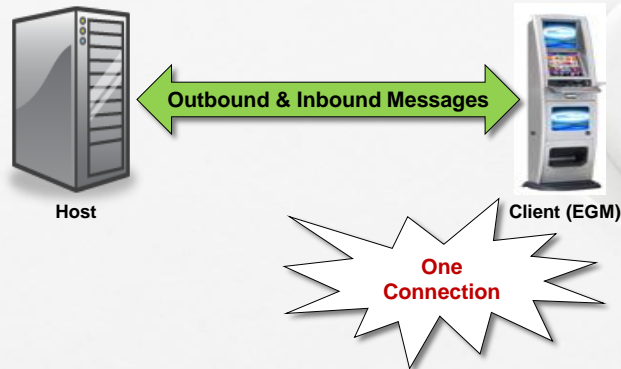 Outbound & Inbound Messages
Host
Client (EGM)
One
Connection